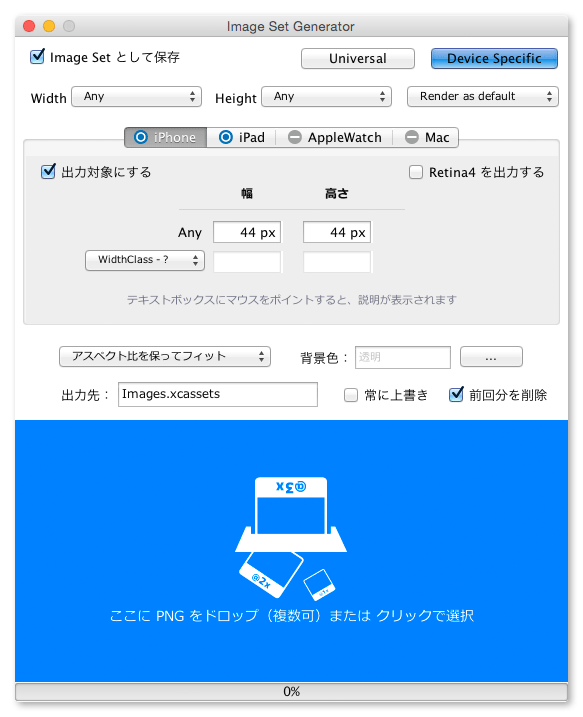 Image Set Generator
Image Set として保存
Universal
Device Specific
Width
Any
Height
Any
Render as default
iPhone
iPad
AppleWatch
Mac
出力対象にする
Retina4 を出力する
幅
高さ
Any
44 px
44 px
WidthClass - ?
テキストボックスにマウスをポイントすると、説明が表示されます
アスペクト比を保ってフィット
背景色：
透明
...
出力先：
Images.xcassets
常に上書き
前回分を削除
@3x
@2x
ここに PNG をドロップ（複数可）または クリックで選択
0%